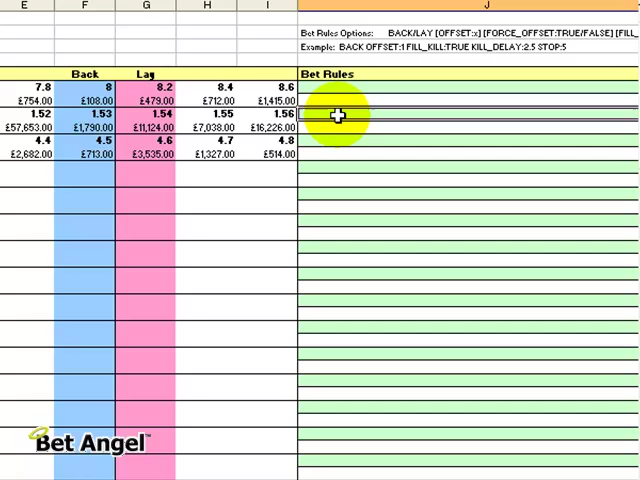 E F G H I J
Bet Rules Options: BACK/LAY [OFFSET:x] [FORCE_OFFSET:TRUE/FALSE] [FILL_
Example: BACK OFFSET:1 FILL_KILL:TRUE KILL_DELAY:2.5 STOP:5
Back Lay Bet Rules
7.8 8 8.2 8.4 8.6
£754.00 £108.00 £479.00 £712.00 £1,415.00
1.52 1.53 1.54 1.55 1.56
£57,653.00 £1,790.00 £11,124.00 £7,038.00 £16,226.00
4.4 4.5 4.6 4.7 4.8
£2,682.00 £713.00 £3,535.00 £1,327.00 £514.00
Bet Angel™